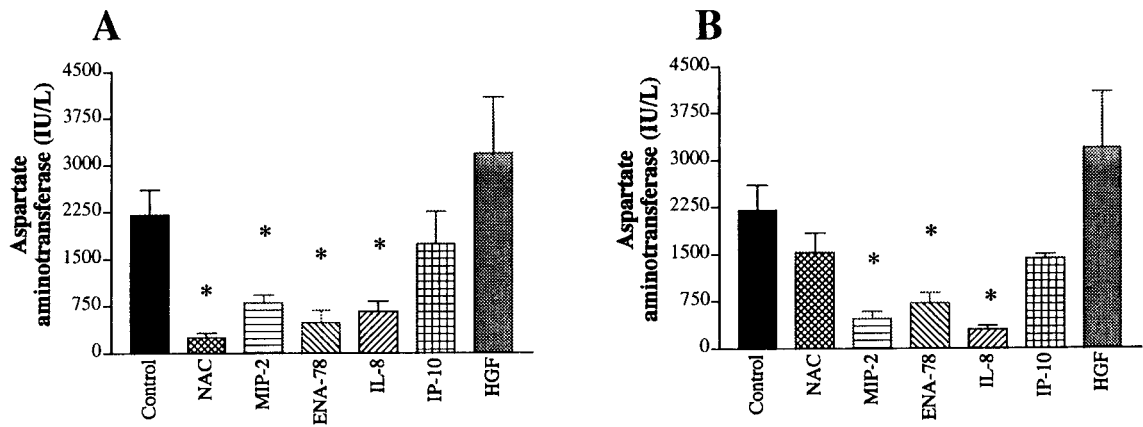 A
Aspartate
aminotransferase (IU/L)
4500
3750
3000
2250
1500
750
0
*
*
*
*
Control
NAC
MIP-2
ENA-78
IL-8
IP-10
HGF
B
Aspartate
aminotransferase (IU/L)
4500
3750
3000
2250
1500
750
0
*
*
*
Control
NAC
MIP-2
ENA-78
IL-8
IP-10
HGF